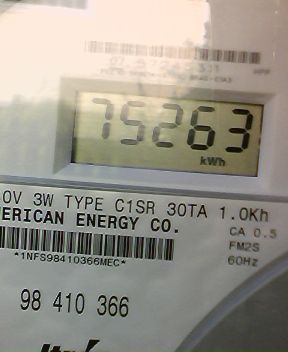 75263
kWh
0V 3W TYPE C1SR 30TA 1.0Kh
ERICAN ENERGY CO.
CA 0.5
FM2S
60Hz
*1NFS98410366MEC*
98 410 366